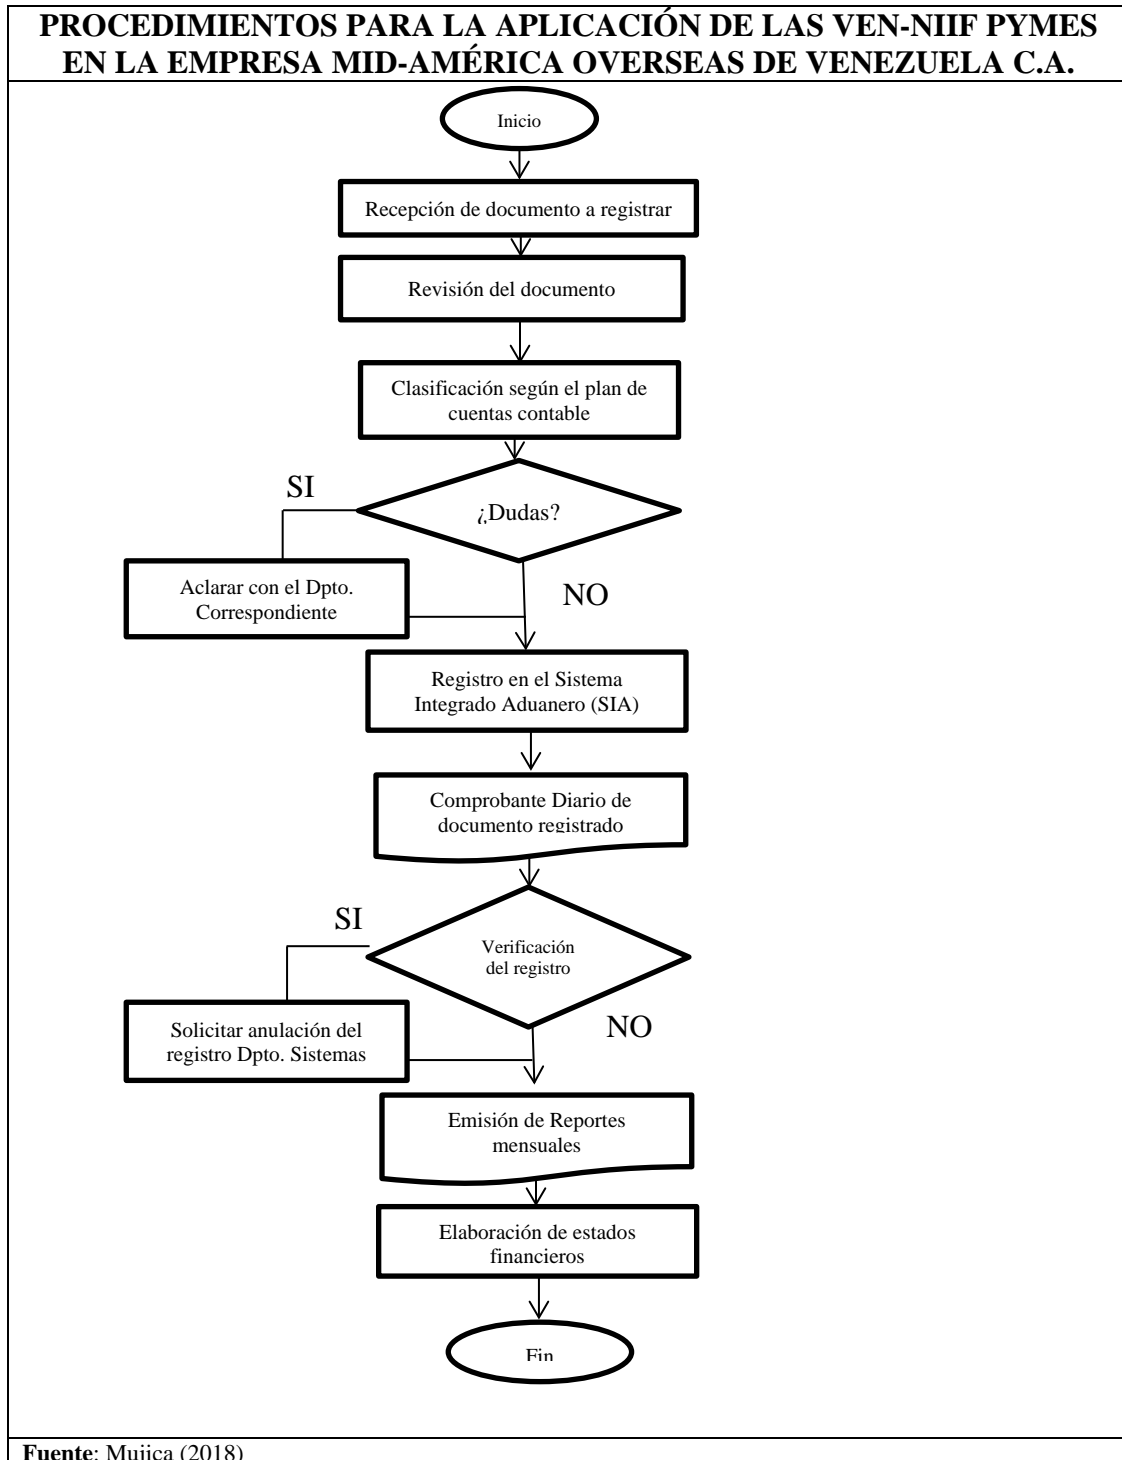 PROCEDIMIENTOS PARA LA APLICACIÓN DE LAS VEN-NIIF PYMES
EN LA EMPRESA MID-AMÉRICA OVERSEAS DE VENEZUELA C.A.
Inicio
Recepción de documento a registrar
Revisión del documento
Clasificación según el plan de
cuentas contable
SI
¿Dudas?
Aclarar con el Dpto.
Correspondiente
NO
Registro en el Sistema
Integrado Aduanero (SIA)
Comprobante Diario de
documento registrado
SI
Verificación
del registro
Solicitar anulación del
registro Dpto. Sistemas
NO
Emisión de Reportes
mensuales
Elaboración de estados
financieros
Fin
Fuente: Mujica (2018)